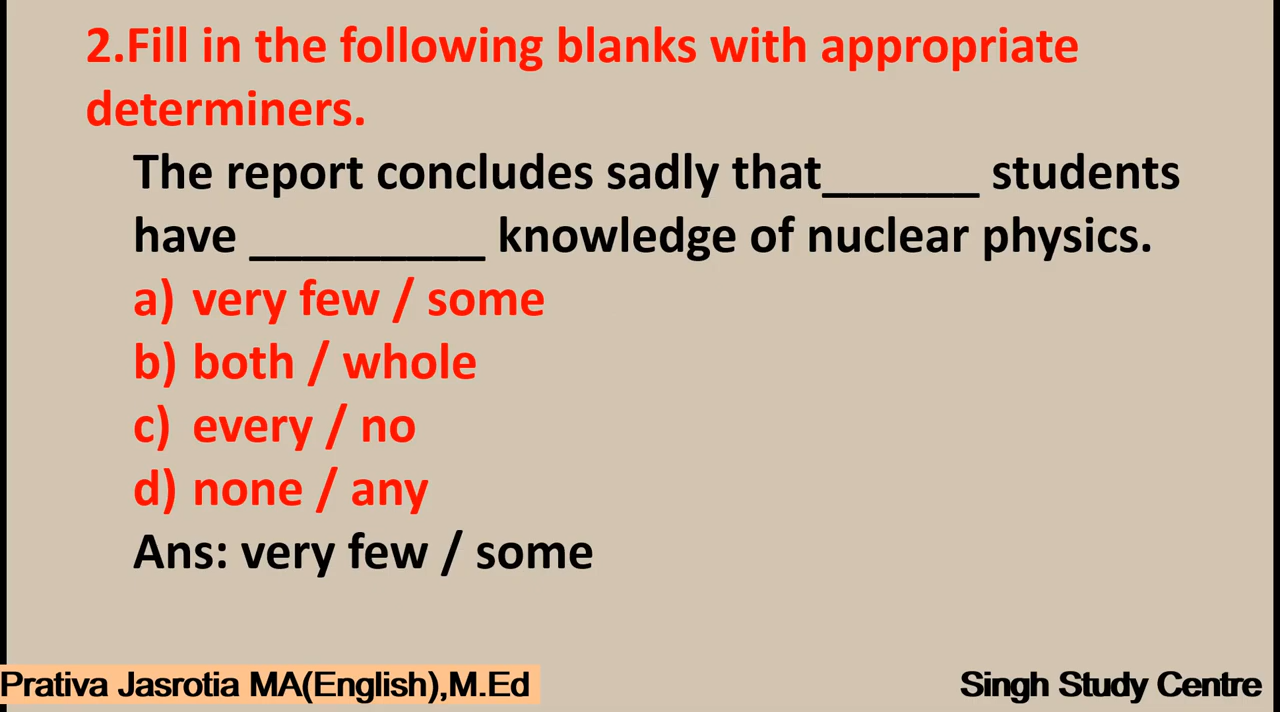 2.Fill in the following blanks with appropriate
determiners.
The report concludes sadly that______ students
have _________ knowledge of nuclear physics.
a) very few / some
b) both / whole
c) every / no
d) none / any
Ans: very few / some
Prativa Jasrotia MA(English),M.Ed
Singh Study Centre